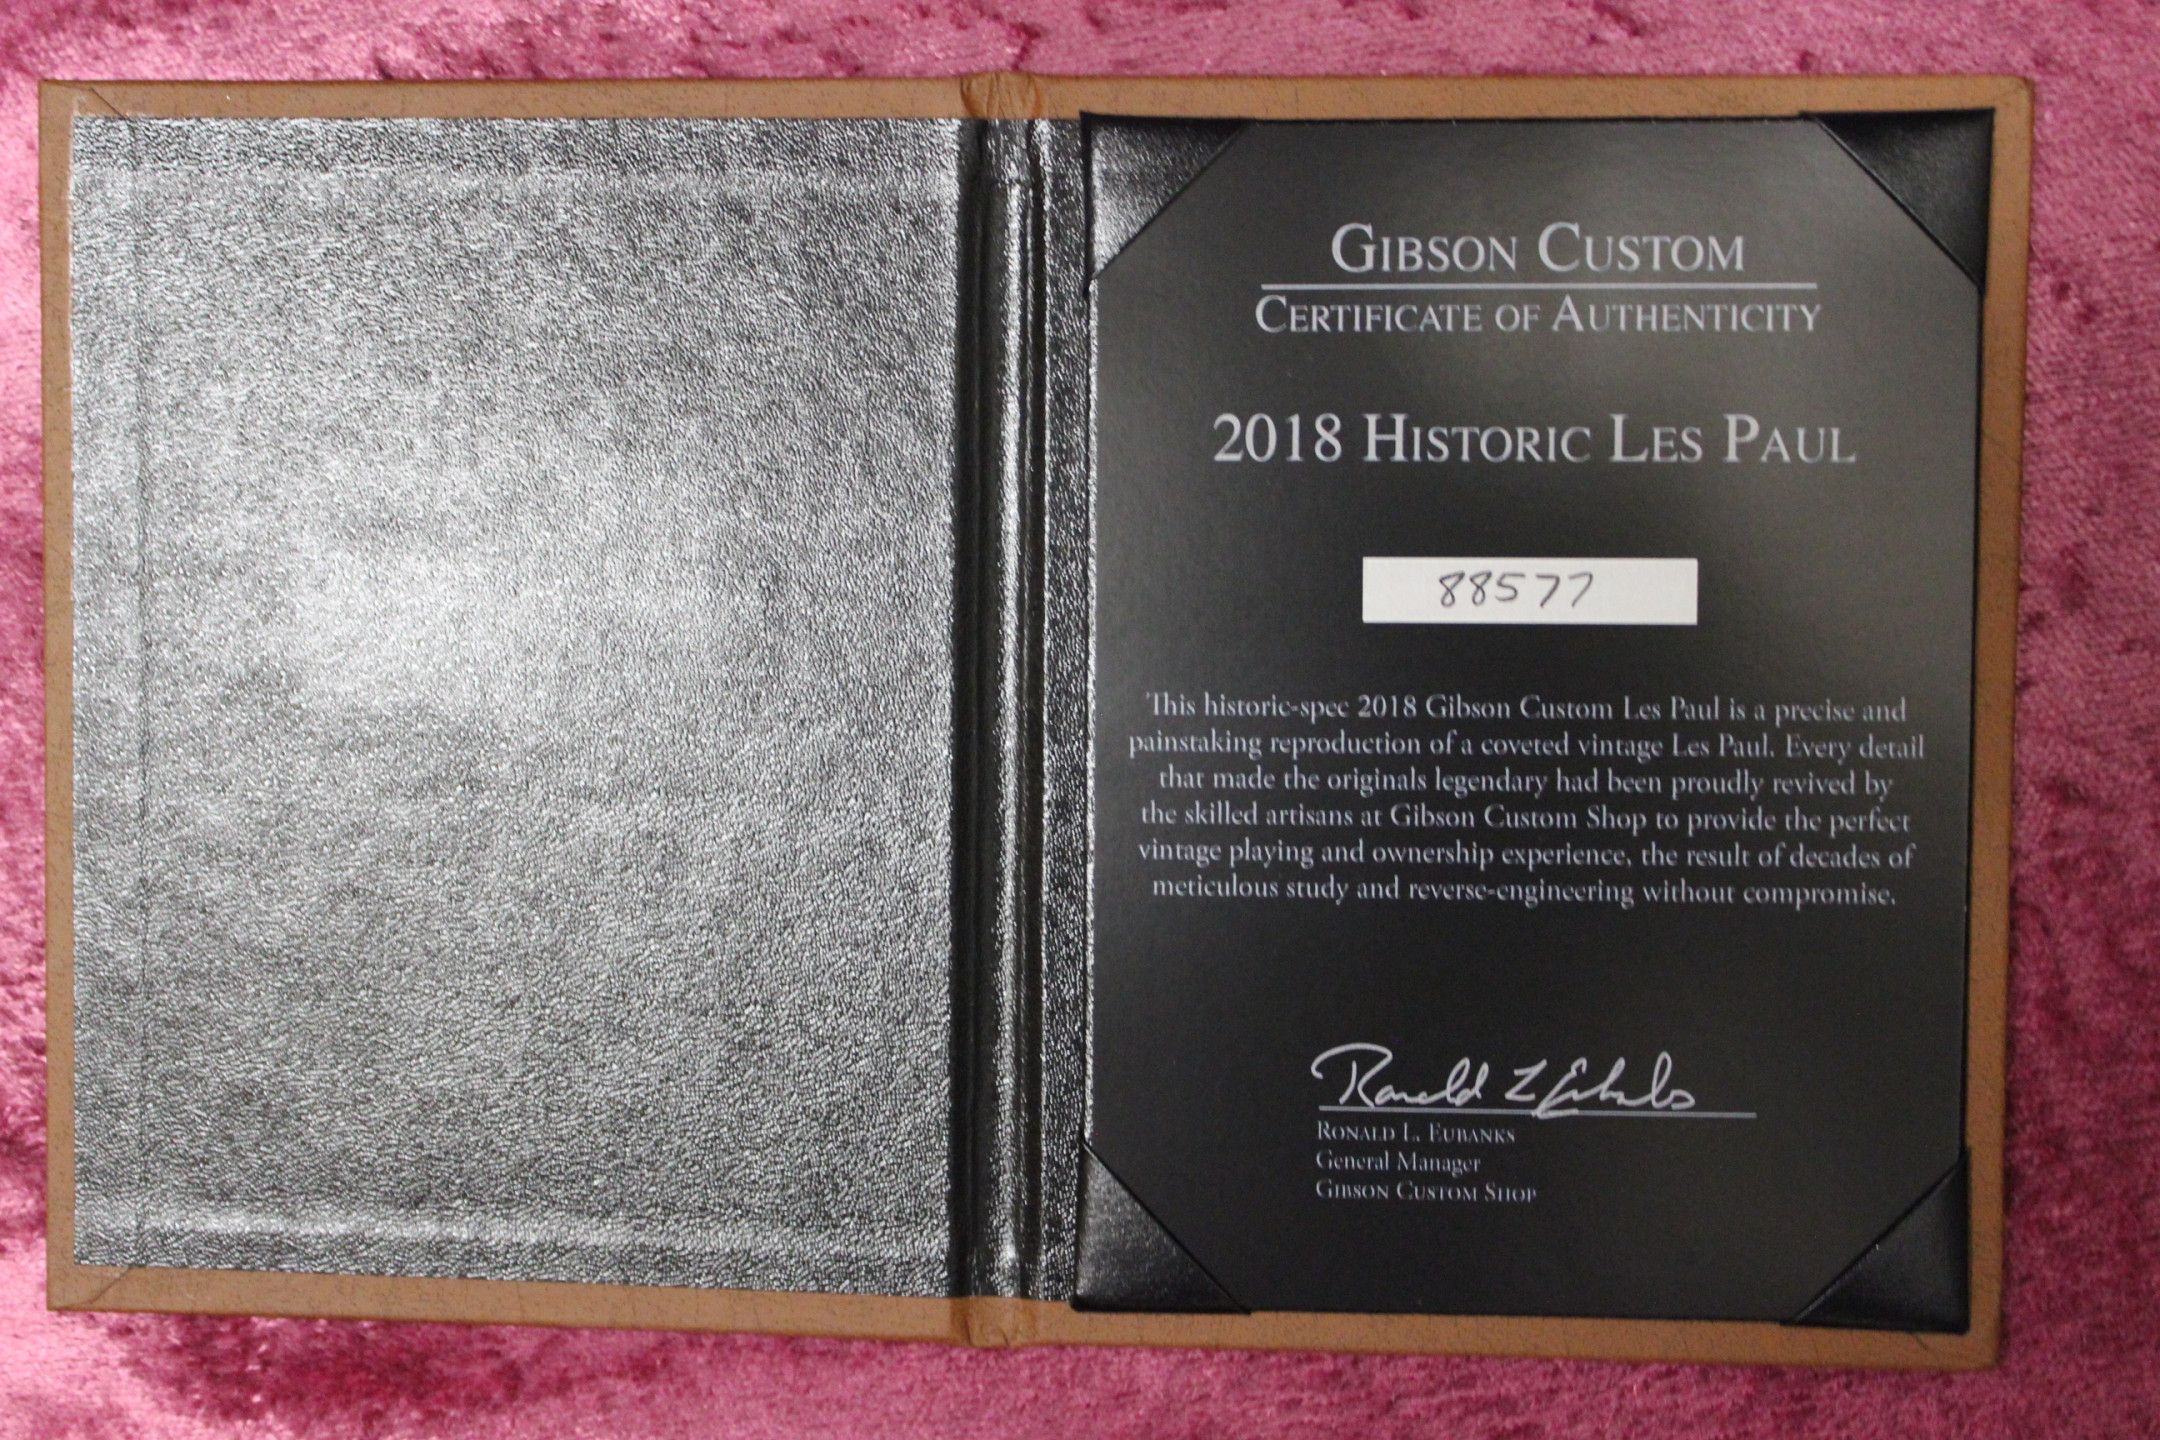 GIBSON CUSTOM
CERTIFICATE OF AUTHENTICITY
2018 HISTORIC LES PAUL
88577
This historic-spec 2018 Gibson Custom Les Paul is a precise and
painstaking reproduction of a coveted vintage Les Paul. Every detail
that made the originals legendary had been proudly revived by
the skilled artisans at Gibson Custom Shop to provide the perfect
vintage playing and ownership experience, the result of decades of
meticulous study and reverse-engineering without compromise.
Ronald L Eubanks
RONALD L. EUBANKS
General Manager
GIBSON CUSTOM SHOP